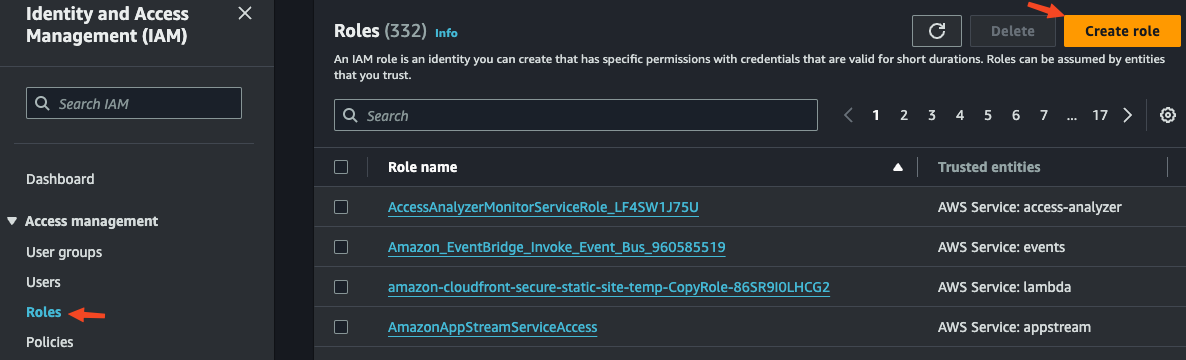 Identity and Access
Management (IAM)
Search IAM
Dashboard
Access management
User groups
Users
Roles
Policies
Roles (332) Info
Delete
Create role
An IAM role is an identity you can create that has specific permissions with credentials that are valid for short durations. Roles can be assumed by entities
that you trust.
Search
1 2 3 4 5 6 7 ... 17
Role name Trusted entities
AccessAnalyzerMonitorServiceRole_LF4SW1J75U AWS Service: access-analyzer
Amazon_EventBridge_Invoke_Event_Bus_960585519 AWS Service: events
amazon-cloudfront-secure-static-site-temp-CopyRole-86SR9I0LHCG2 AWS Service: lambda
AmazonAppStreamServiceAccess AWS Service: appstream